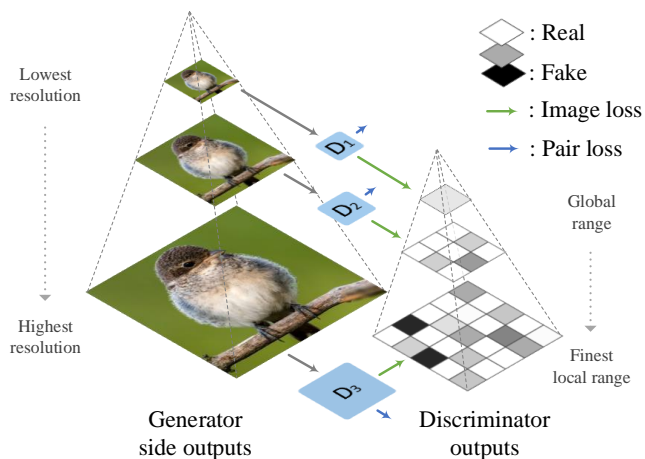 Lowest
resolution
Highest
resolution
D1
D2
D3
: Real
: Fake
: Image loss
: Pair loss
Global
range
Finest
local range
Generator
side outputs
Discriminator
outputs